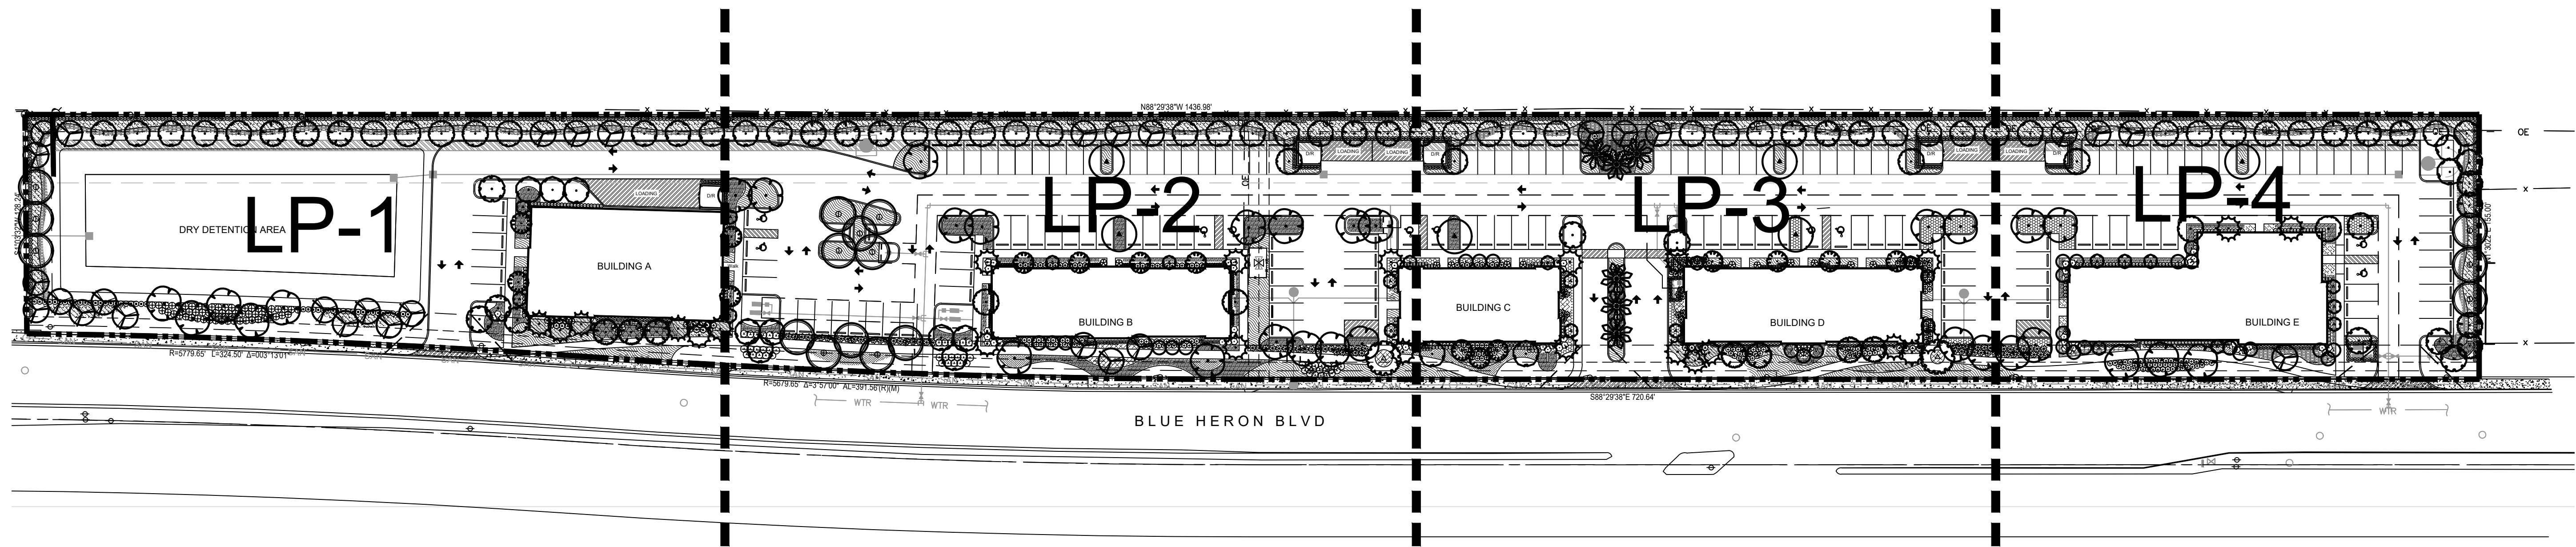 N88°29'38"W 1436.98'
OE
OE
D/R
LOADING
LOADING
D/R
D/R
LOADING
LOADING
D/R
LOADING
D/R
LP-1
LP-2
LP-3
LP-4
DRY DETENTION AREA
BUILDING A
BUILDING B
BUILDING C
BUILDING D
BUILDING E
R=5779.65' L=324.50' Δ=003°13'01"
R=5679.65' Δ=3°57'00" AL=391.56'(R)(M)
S88°29'38"E 720.64'
WTR
WTR
WTR
BLUE HERON BLVD